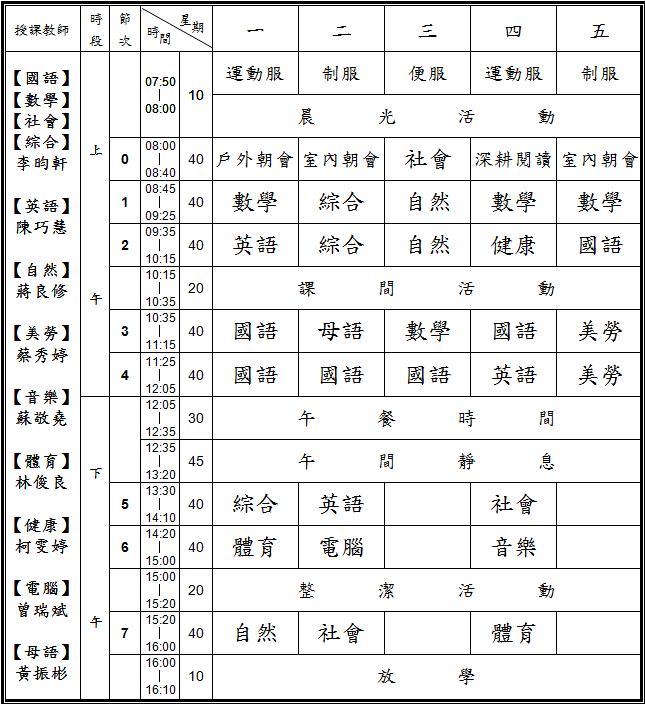 授課教師 時段 節次 時間 星期 一 二 三 四 五
【國語】
【數學】
【社會】
【綜合】
李昀軒
【英語】
陳巧慧
【自然】
蔣良修
【美勞】
蔡秀婷
【音樂】
蘇敬堯
【體育】
林俊良
【健康】
柯雯婷
【電腦】
曾瑞斌
【母語】
黃振彬
上午
07:50 | 08:00 10 運動服 制服 便服 運動服 制服
晨光活動
0 08:00 | 08:40 40 戶外朝會 室內朝會 社會 深耕閱讀 室內朝會
1 08:45 | 09:25 40 數學 綜合 自然 數學 數學
2 09:35 | 10:15 40 英語 綜合 自然 健康 國語
10:15 | 10:35 20 課間活動
3 10:35 | 11:15 40 國語 母語 數學 國語 美勞
4 11:25 | 12:05 40 國語 國語 國語 英語 美勞
下午
12:05 | 12:35 30 午餐時間
12:35 | 13:20 45 午間靜息
5 13:30 | 14:10 40 綜合 英語 社會
6 14:20 | 15:00 40 體育 電腦 音樂
15:00 | 15:20 20 整潔活動
7 15:20 | 16:00 40 自然 社會 體育
16:00 | 16:10 10 放學